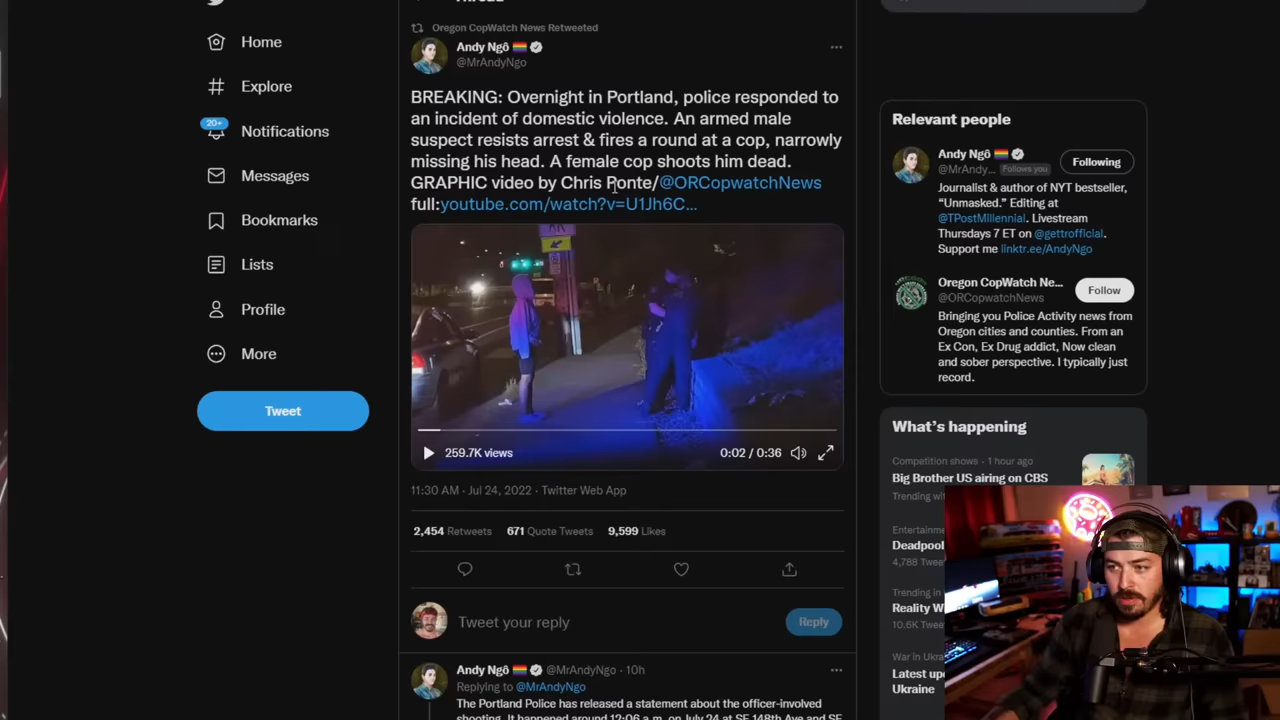 Home
Explore
20+
Notifications
Messages
Bookmarks
Lists
Profile
More
Tweet
Oregon CopWatch News Retweeted
Andy Ngô
@MrAndyNgo
BREAKING: Overnight in Portland, police responded to
an incident of domestic violence. An armed male
suspect resists arrest & fires a round at a cop, narrowly
missing his head. A female cop shoots him dead.
GRAPHIC video by Chris Ponte/@ORCopwatchNews
full:youtube.com/watch?v=U1Jh6C...
259.7K views
0:02 / 0:36
11:30 AM · Jul 24, 2022 · Twitter Web App
2,454 Retweets 671 Quote Tweets 9,599 Likes
Tweet your reply
Reply
Andy Ngô @MrAndyNgo · 10h
Replying to @MrAndyNgo
The Portland Police has released a statement about the officer-involved
shooting. It happened around 12:06 a.m. on July 24 at SE 148th Ave and SE
Relevant people
Andy Ngô
@MrAndy... Follows you
Following
Journalist & author of NYT bestseller,
“Unmasked.” Editing at
@TPostMillennial. Livestream
Thursdays 7 ET on @gettrofficial.
Support me linktr.ee/AndyNgo
Oregon CopWatch Ne...
@ORCopwatchNews
Follow
Bringing you Police Activity news from
Oregon cities and counties. From an
Ex Con, Ex Drug addict, Now clean
and sober perspective. I typically just
record.
What’s happening
Competition shows · 1 hour ago
Big Brother US airing on CBS
Trending
Entertainme
Deadpool
4,788 Twee
Trending in
Reality W
10.6K Twee
War in Ukra
Latest up
Ukraine